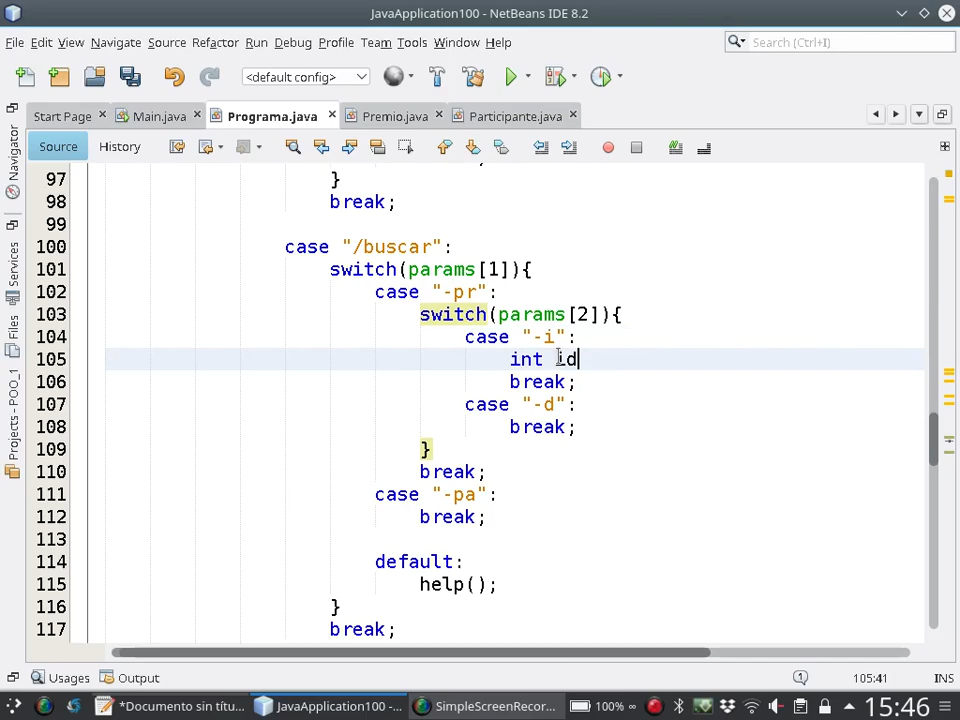 JavaApplication100 - NetBeans IDE 8.2
File Edit View Navigate Source Refactor Run Debug Profile Team Tools Window Help
Search (Ctrl+I)
<default config>
Start Page
Main.java
Programa.java
Premio.java
Participante.java
Source
History
Navigator
Services
Files
Projects - POO_1
97 }
98 break;
99
100 case "/buscar":
101 switch(params[1]){
102 case "-pr":
103 switch(params[2]){
104 case "-i":
105 int id
106 break;
107 case "-d":
108 break;
109 }
110 break;
111 case "-pa":
112 break;
113
114 default:
115 help();
116 }
117 break;
Usages
Output
1
105:41
INS
*Documento sin títu...
JavaApplication100 -...
SimpleScreenRecor...
100%
15:46